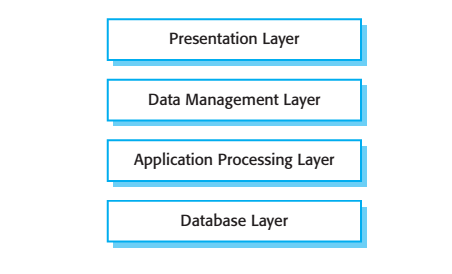 Presentation Layer
Data Management Layer
Application Processing Layer
Database Layer